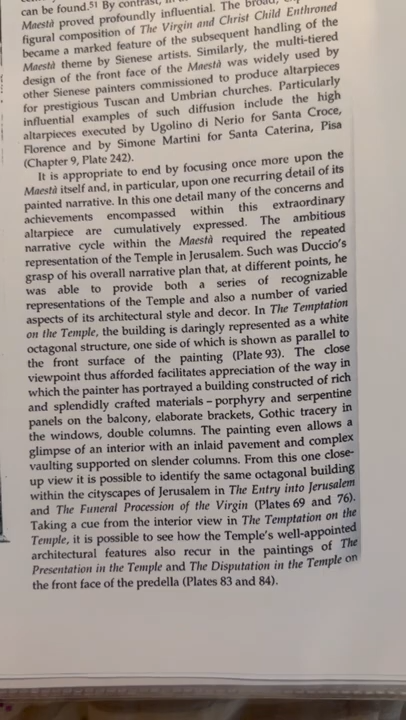 can be found.⁵¹ By contrast, in
Maestà proved profoundly influential. The broad,
figural composition of The Virgin and Christ Child Enthroned
became a marked feature of the subsequent handling of the
Maestà theme by Sienese artists. Similarly, the multi-tiered
design of the front face of the Maestà was widely used by
other Sienese painters commissioned to produce altarpieces
for prestigious Tuscan and Umbrian churches. Particularly
influential examples of such diffusion include the high
altarpieces executed by Ugolino di Nerio for Santa Croce,
Florence and by Simone Martini for Santa Caterina, Pisa
(Chapter 9, Plate 242).
It is appropriate to end by focusing once more upon the
Maestà itself and, in particular, upon one recurring detail of its
painted narrative. In this one detail many of the concerns and
achievements encompassed within this extraordinary
altarpiece are cumulatively expressed. The ambitious
narrative cycle within the Maestà required the repeated
representation of the Temple in Jerusalem. Such was Duccio's
grasp of his overall narrative plan that, at different points, he
was able to provide both a series of recognizable
representations of the Temple and also a number of varied
aspects of its architectural style and decor. In The Temptation
on the Temple, the building is daringly represented as a white
octagonal structure, one side of which is shown as parallel to
the front surface of the painting (Plate 93). The close
viewpoint thus afforded facilitates appreciation of the way in
which the painter has portrayed a building constructed of rich
and splendidly crafted materials – porphyry and serpentine
panels on the balcony, elaborate brackets, Gothic tracery in
the windows, double columns. The painting even allows a
glimpse of an interior with an inlaid pavement and complex
vaulting supported on slender columns. From this one close-
up view it is possible to identify the same octagonal building
within the cityscapes of Jerusalem in The Entry into Jerusalem
and The Funeral Procession of the Virgin (Plates 69 and 76).
Taking a cue from the interior view in The Temptation on the
Temple, it is possible to see how the Temple's well-appointed
architectural features also recur in the paintings of The
Presentation in the Temple and The Disputation in the Temple on
the front face of the predella (Plates 83 and 84).